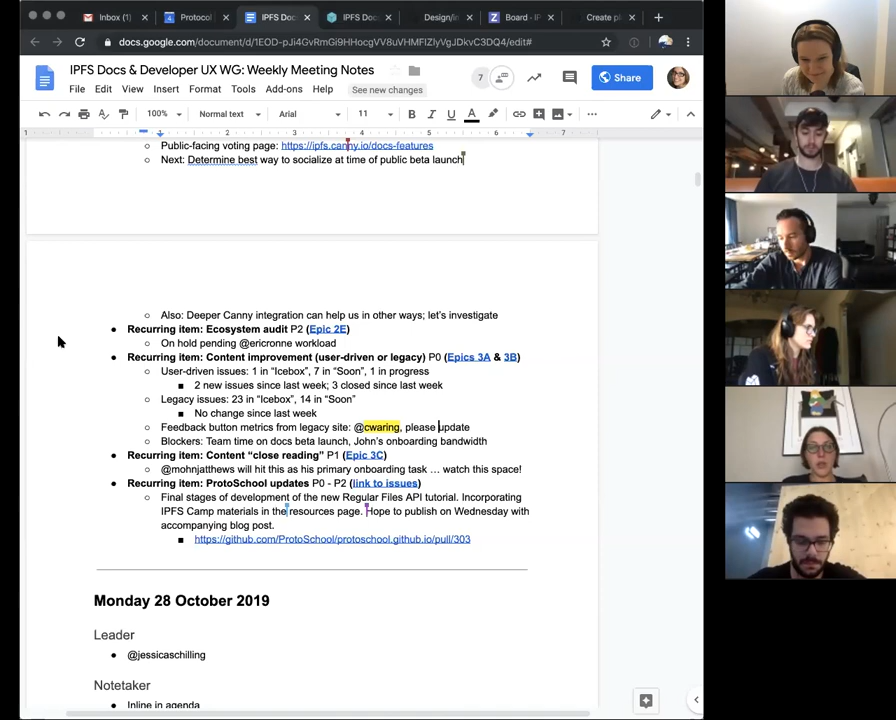 Inbox (1)
Protocol
IPFS Docs
IPFS Doc
Design/in
Board - IP
Create pl
docs.google.com/document/d/1EOD-pJi4GvRmGi9HHocgVV8uVHMFIZlyVgJDkvC3DQ4/edit#
IPFS Docs & Developer UX WG: Weekly Meeting Notes
7
Share
File Edit View Insert Format Tools Add-ons Help
See new changes
100% Normal text Arial 11 B I U A
1 1 2 3 4 5 6 7
Public-facing voting page: https://ipfs.canny.io/docs-features
Next: Determine best way to socialize at time of public beta launch
Also: Deeper Canny integration can help us in other ways; let's investigate
Recurring item: Ecosystem audit P2 (Epic 2E)
On hold pending @ericronne workload
Recurring item: Content improvement (user-driven or legacy) P0 (Epics 3A & 3B)
User-driven issues: 1 in "Icebox", 7 in "Soon", 1 in progress
2 new issues since last week; 3 closed since last week
Legacy issues: 23 in "Icebox", 14 in "Soon"
No change since last week
Feedback button metrics from legacy site: @cwaring, please update
Blockers: Team time on docs beta launch, John's onboarding bandwidth
Recurring item: Content "close reading" P1 (Epic 3C)
@mohnjatthews will hit this as his primary onboarding task … watch this space!
Recurring item: ProtoSchool updates P0 - P2 (link to issues)
Final stages of development of the new Regular Files API tutorial. Incorporating
IPFS Camp materials in the resources page. Hope to publish on Wednesday with
accompanying blog post.
https://github.com/ProtoSchool/protoschool.github.io/pull/303
Monday 28 October 2019
Leader
@jessicaschilling
Notetaker
Inline in agenda